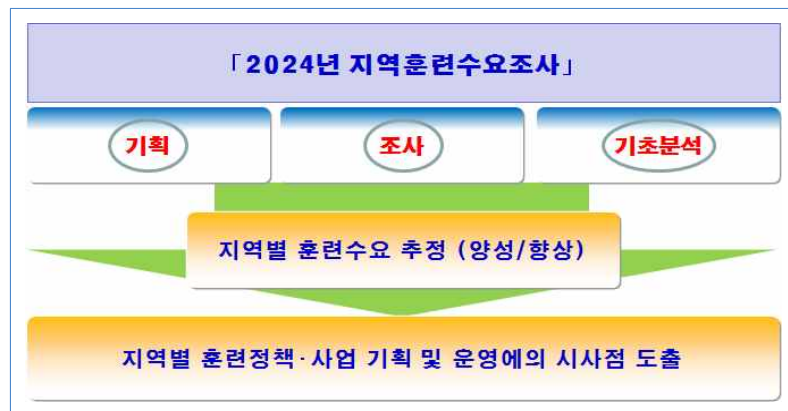 「2024년 지역훈련수요조사」
기획
조사
기초분석
지역별 훈련수요 추정 (양성/향상)
지역별 훈련정책·사업 기획 및 운영에의 시사점 도출